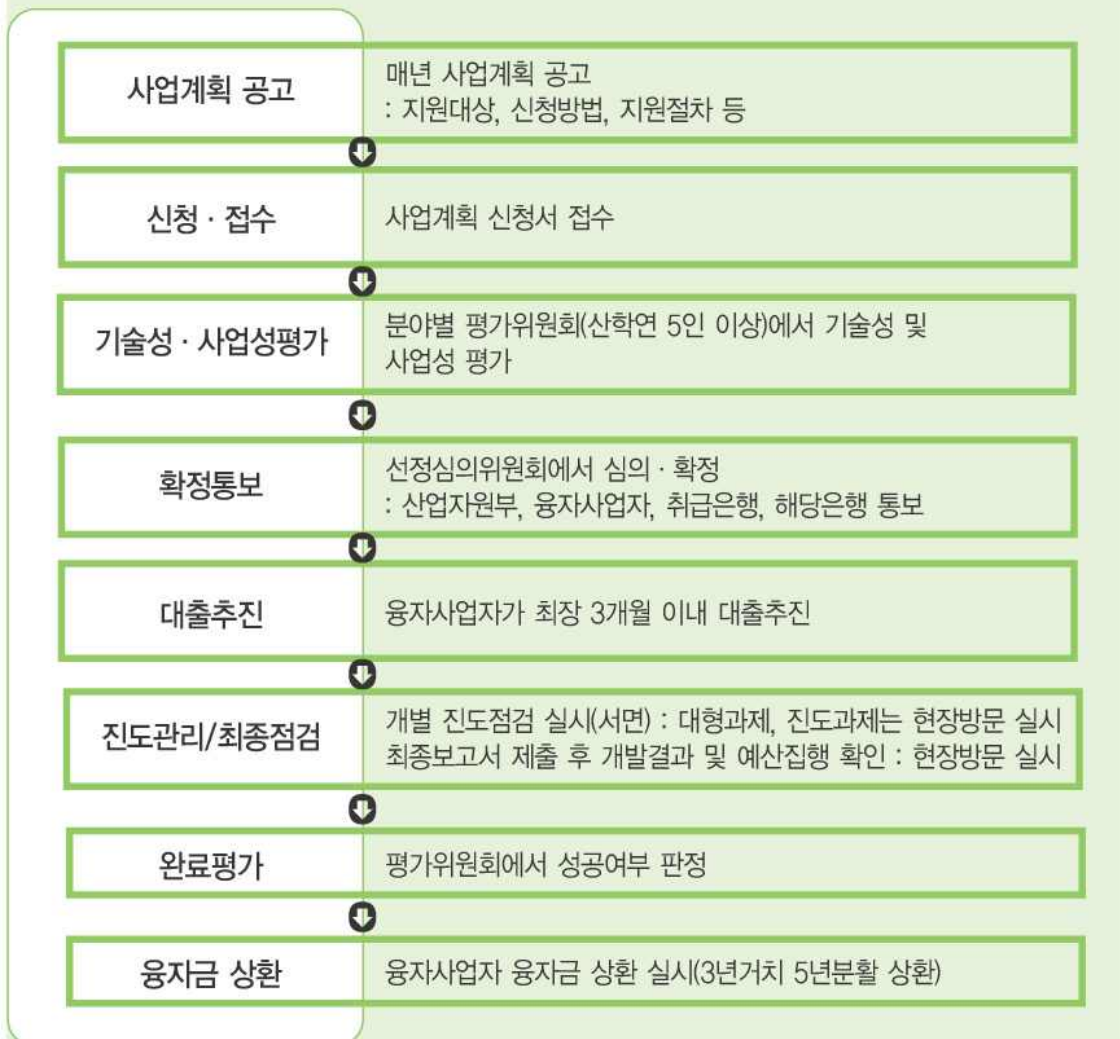 사업계획 공고
매년 사업계획 공고
: 지원대상, 신청방법, 지원절차 등
신청 · 접수
사업계획 신청서 접수
기술성 · 사업성평가
분야별 평가위원회(산학연 5인 이상)에서 기술성 및
사업성 평가
확정통보
선정심의위원회에서 심의 · 확정
: 산업자원부, 융자사업자, 취급은행, 해당은행 통보
대출추진
융자사업자가 최장 3개월 이내 대출추진
진도관리/최종점검
개별 진도점검 실시(서면) : 대형과제, 진도과제는 현장방문 실시
최종보고서 제출 후 개발결과 및 예산집행 확인 : 현장방문 실시
완료평가
평가위원회에서 성공여부 판정
융자금 상환
융자사업자 융자금 상환 실시(3년거치 5년분활 상환)